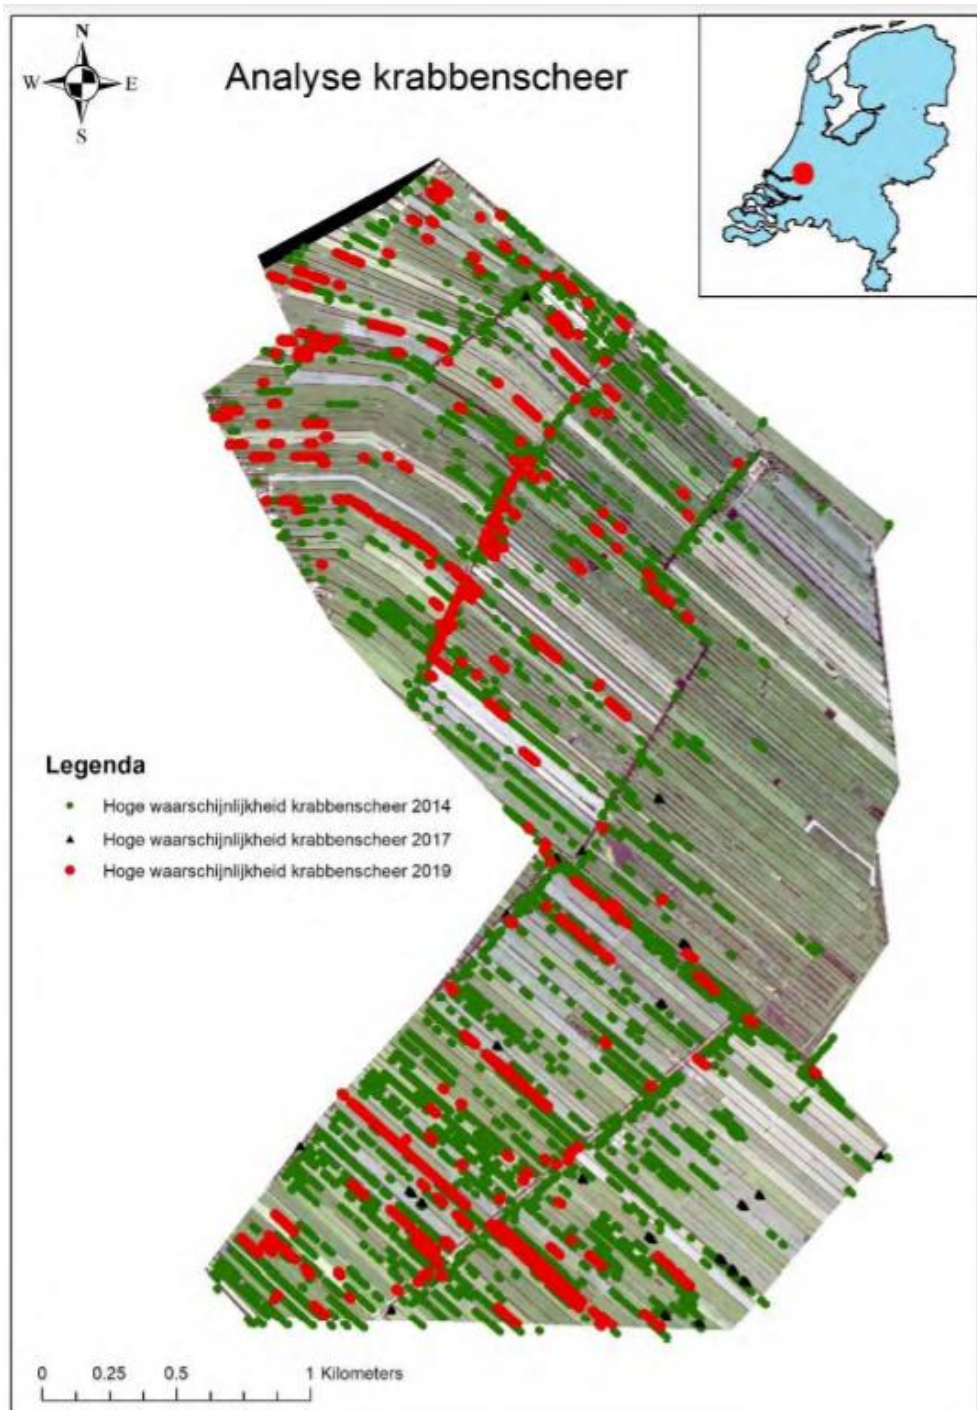 N
Analyse krabbenscheer
W E
S
Legenda
Hoge waarschijnlijkheid krabbenscheer 2014
Hoge waarschijnlijkheid krabbenscheer 2017
Hoge waarschijnlijkheid krabbenscheer 2019
0 0.25 0.5 1 Kilometers